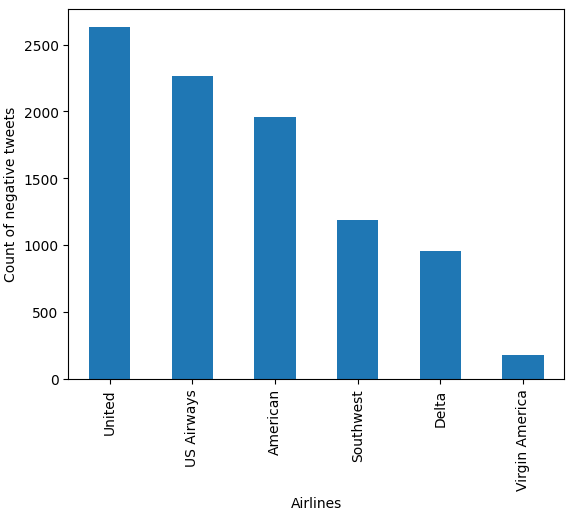 2500
2000
1500
1000
500
0
Count of negative tweets
United
US Airways
American
Southwest
Delta
Virgin America
Airlines